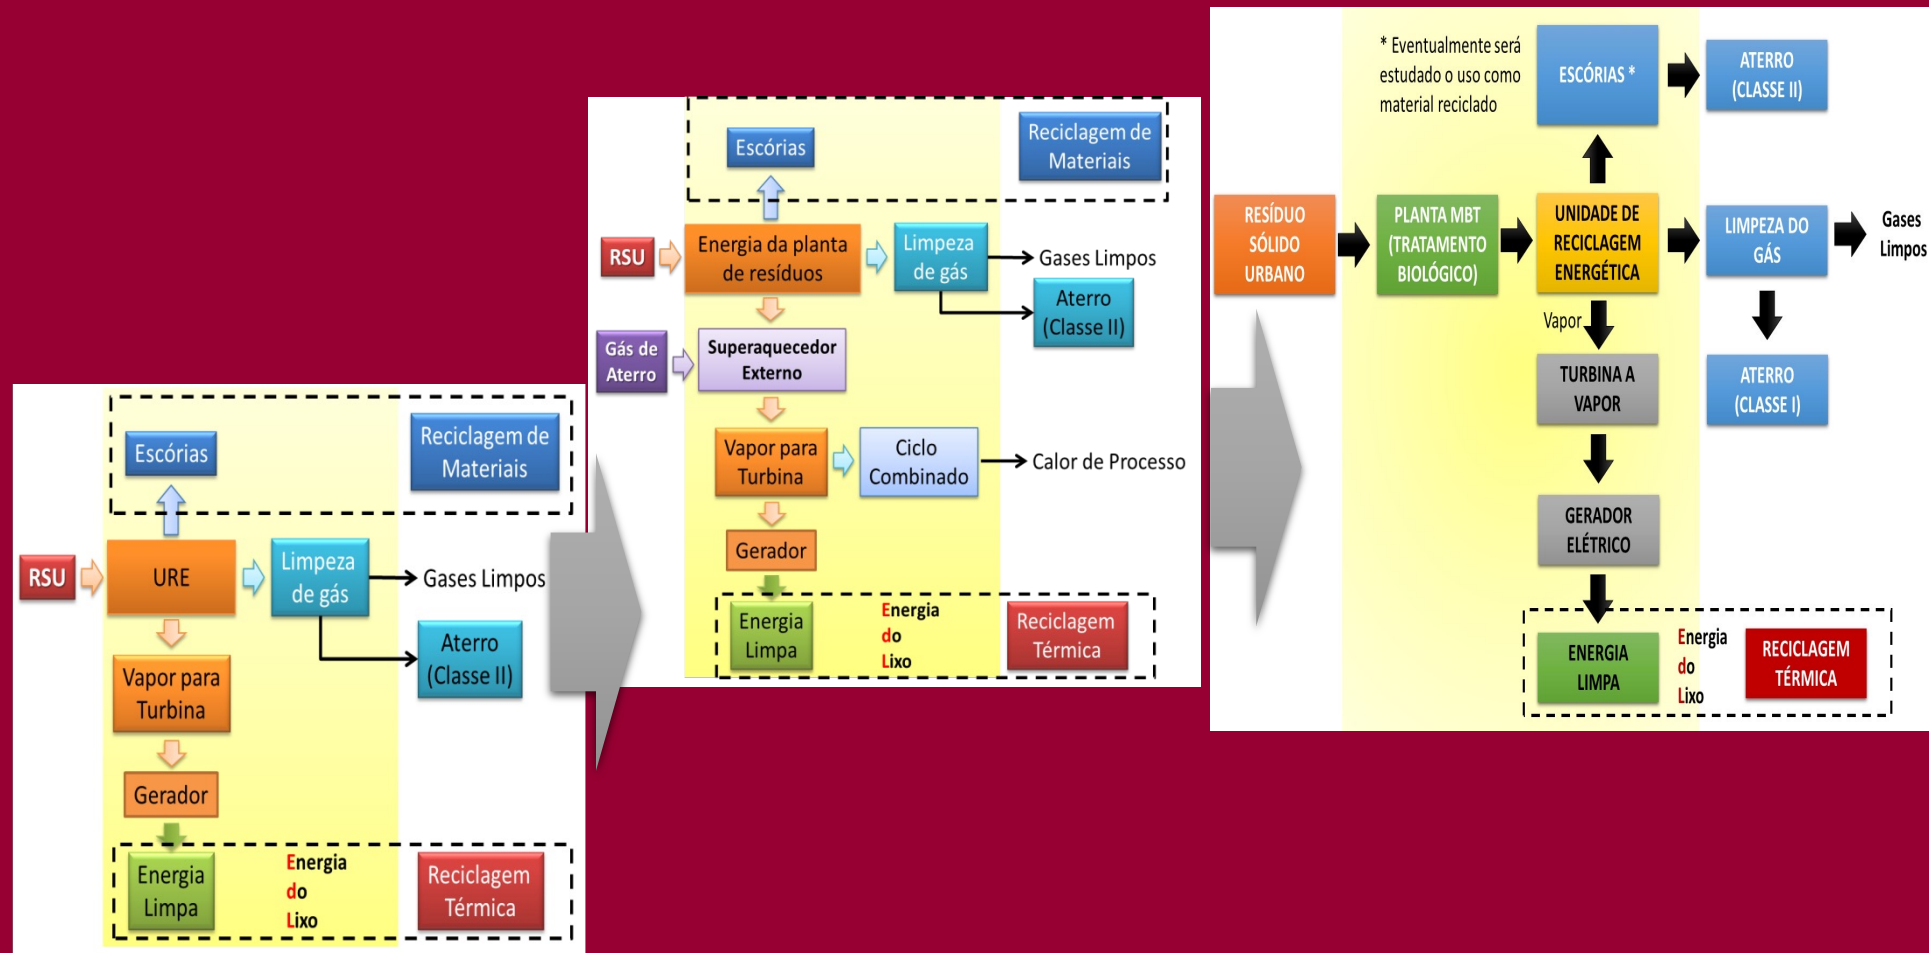 Escórias
Reciclagem de
Materiais
RSU
URE
Limpeza
de gás
Gases Limpos
Aterro
(Classe II)
Vapor para
Turbina
Gerador
Energia
Limpa
Energia
do
Lixo
Reciclagem
Térmica
Escórias
Reciclagem de
Materiais
RSU
Energia da planta
de resíduos
Limpeza
de gás
Gases Limpos
Aterro
(Classe II)
Gás de
Aterro
Superaquecedor
Externo
Vapor para
Turbina
Ciclo
Combinado
Calor de Processo
Gerador
Energia
Limpa
Energia
do
Lixo
Reciclagem
Térmica
* Eventualmente será
estudado o uso como
material reciclado
ESCÓRIAS *
ATERRO
(CLASSE II)
RESÍDUO
SÓLIDO
URBANO
PLANTA MBT
(TRATAMENTO
BIOLÓGICO)
UNIDADE DE
RECICLAGEM
ENERGÉTICA
LIMPEZA DO
GÁS
Gases
Limpos
Vapor
TURBINA A
VAPOR
ATERRO
(CLASSE I)
GERADOR
ELÉTRICO
ENERGIA
LIMPA
Energia
do
Lixo
RECICLAGEM
TÉRMICA